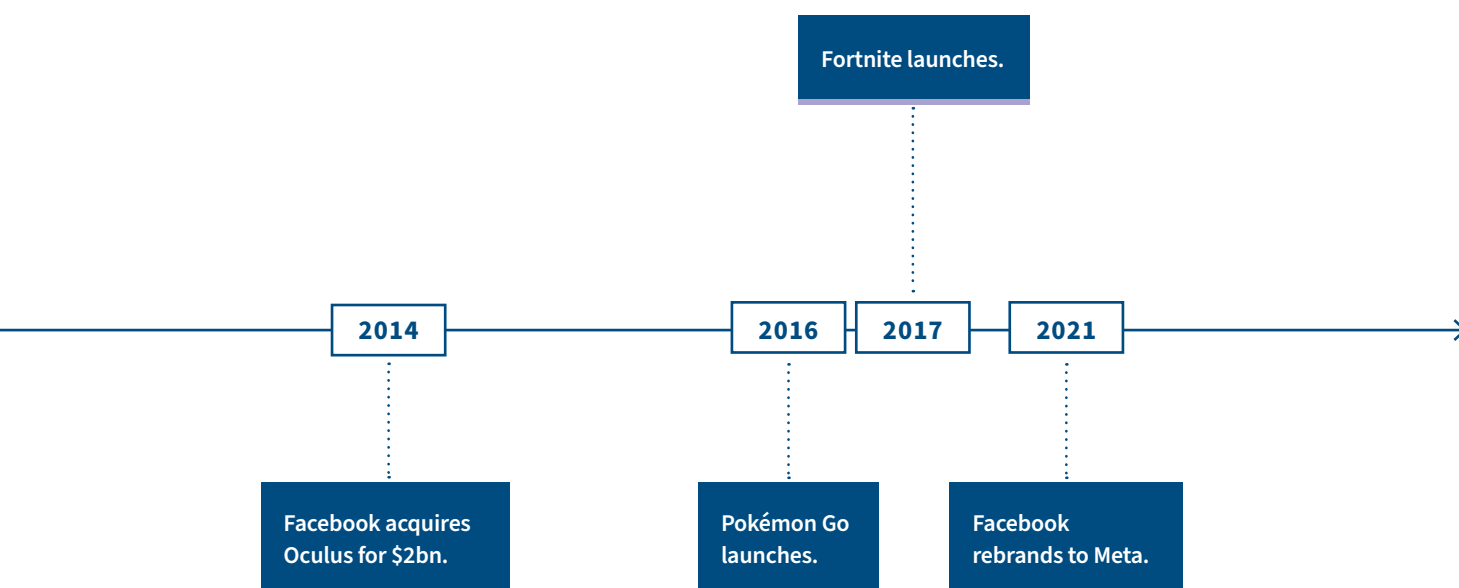 Fortnite launches.
2014
2016
2017
2021
Facebook acquires
Oculus for $2bn.
Pokémon Go
launches.
Facebook
rebrands to Meta.